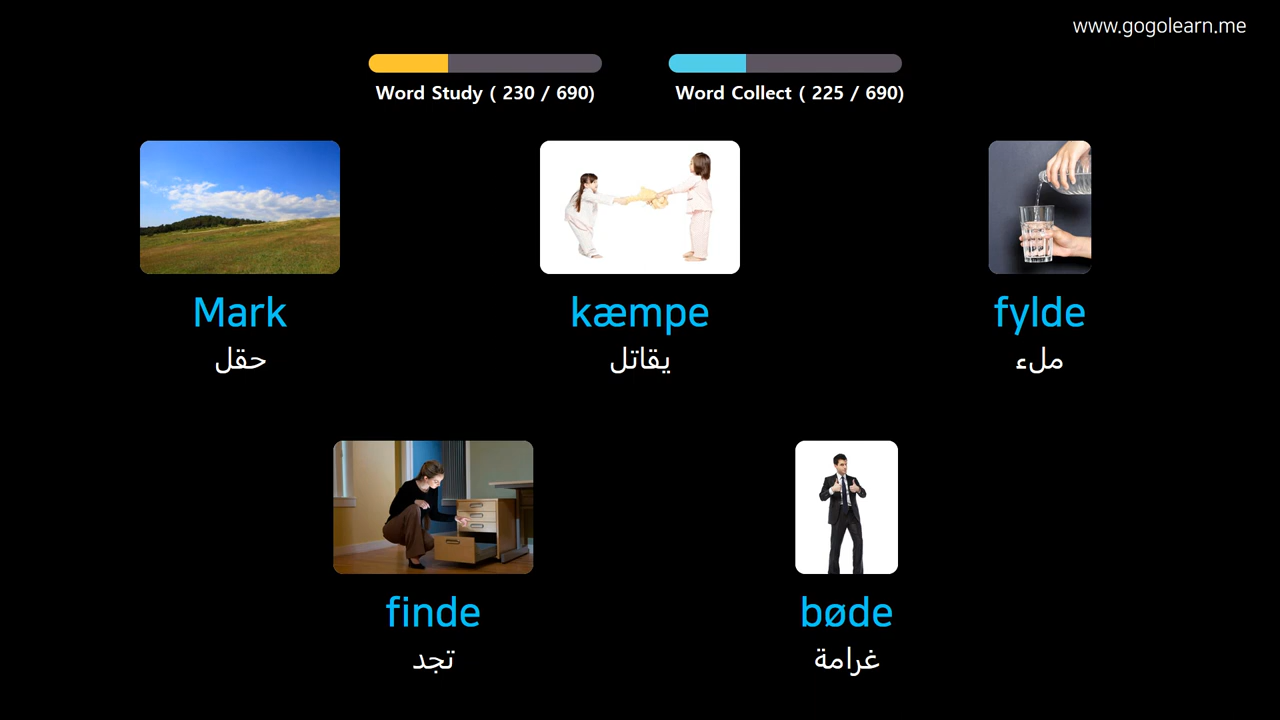 www.gogolearn.me
Word Study ( 230 / 690)
Word Collect ( 225 / 690)
Mark
حقل
kæmpe
يقاتل
fylde
ملء
finde
تجد
bøde
غرامة